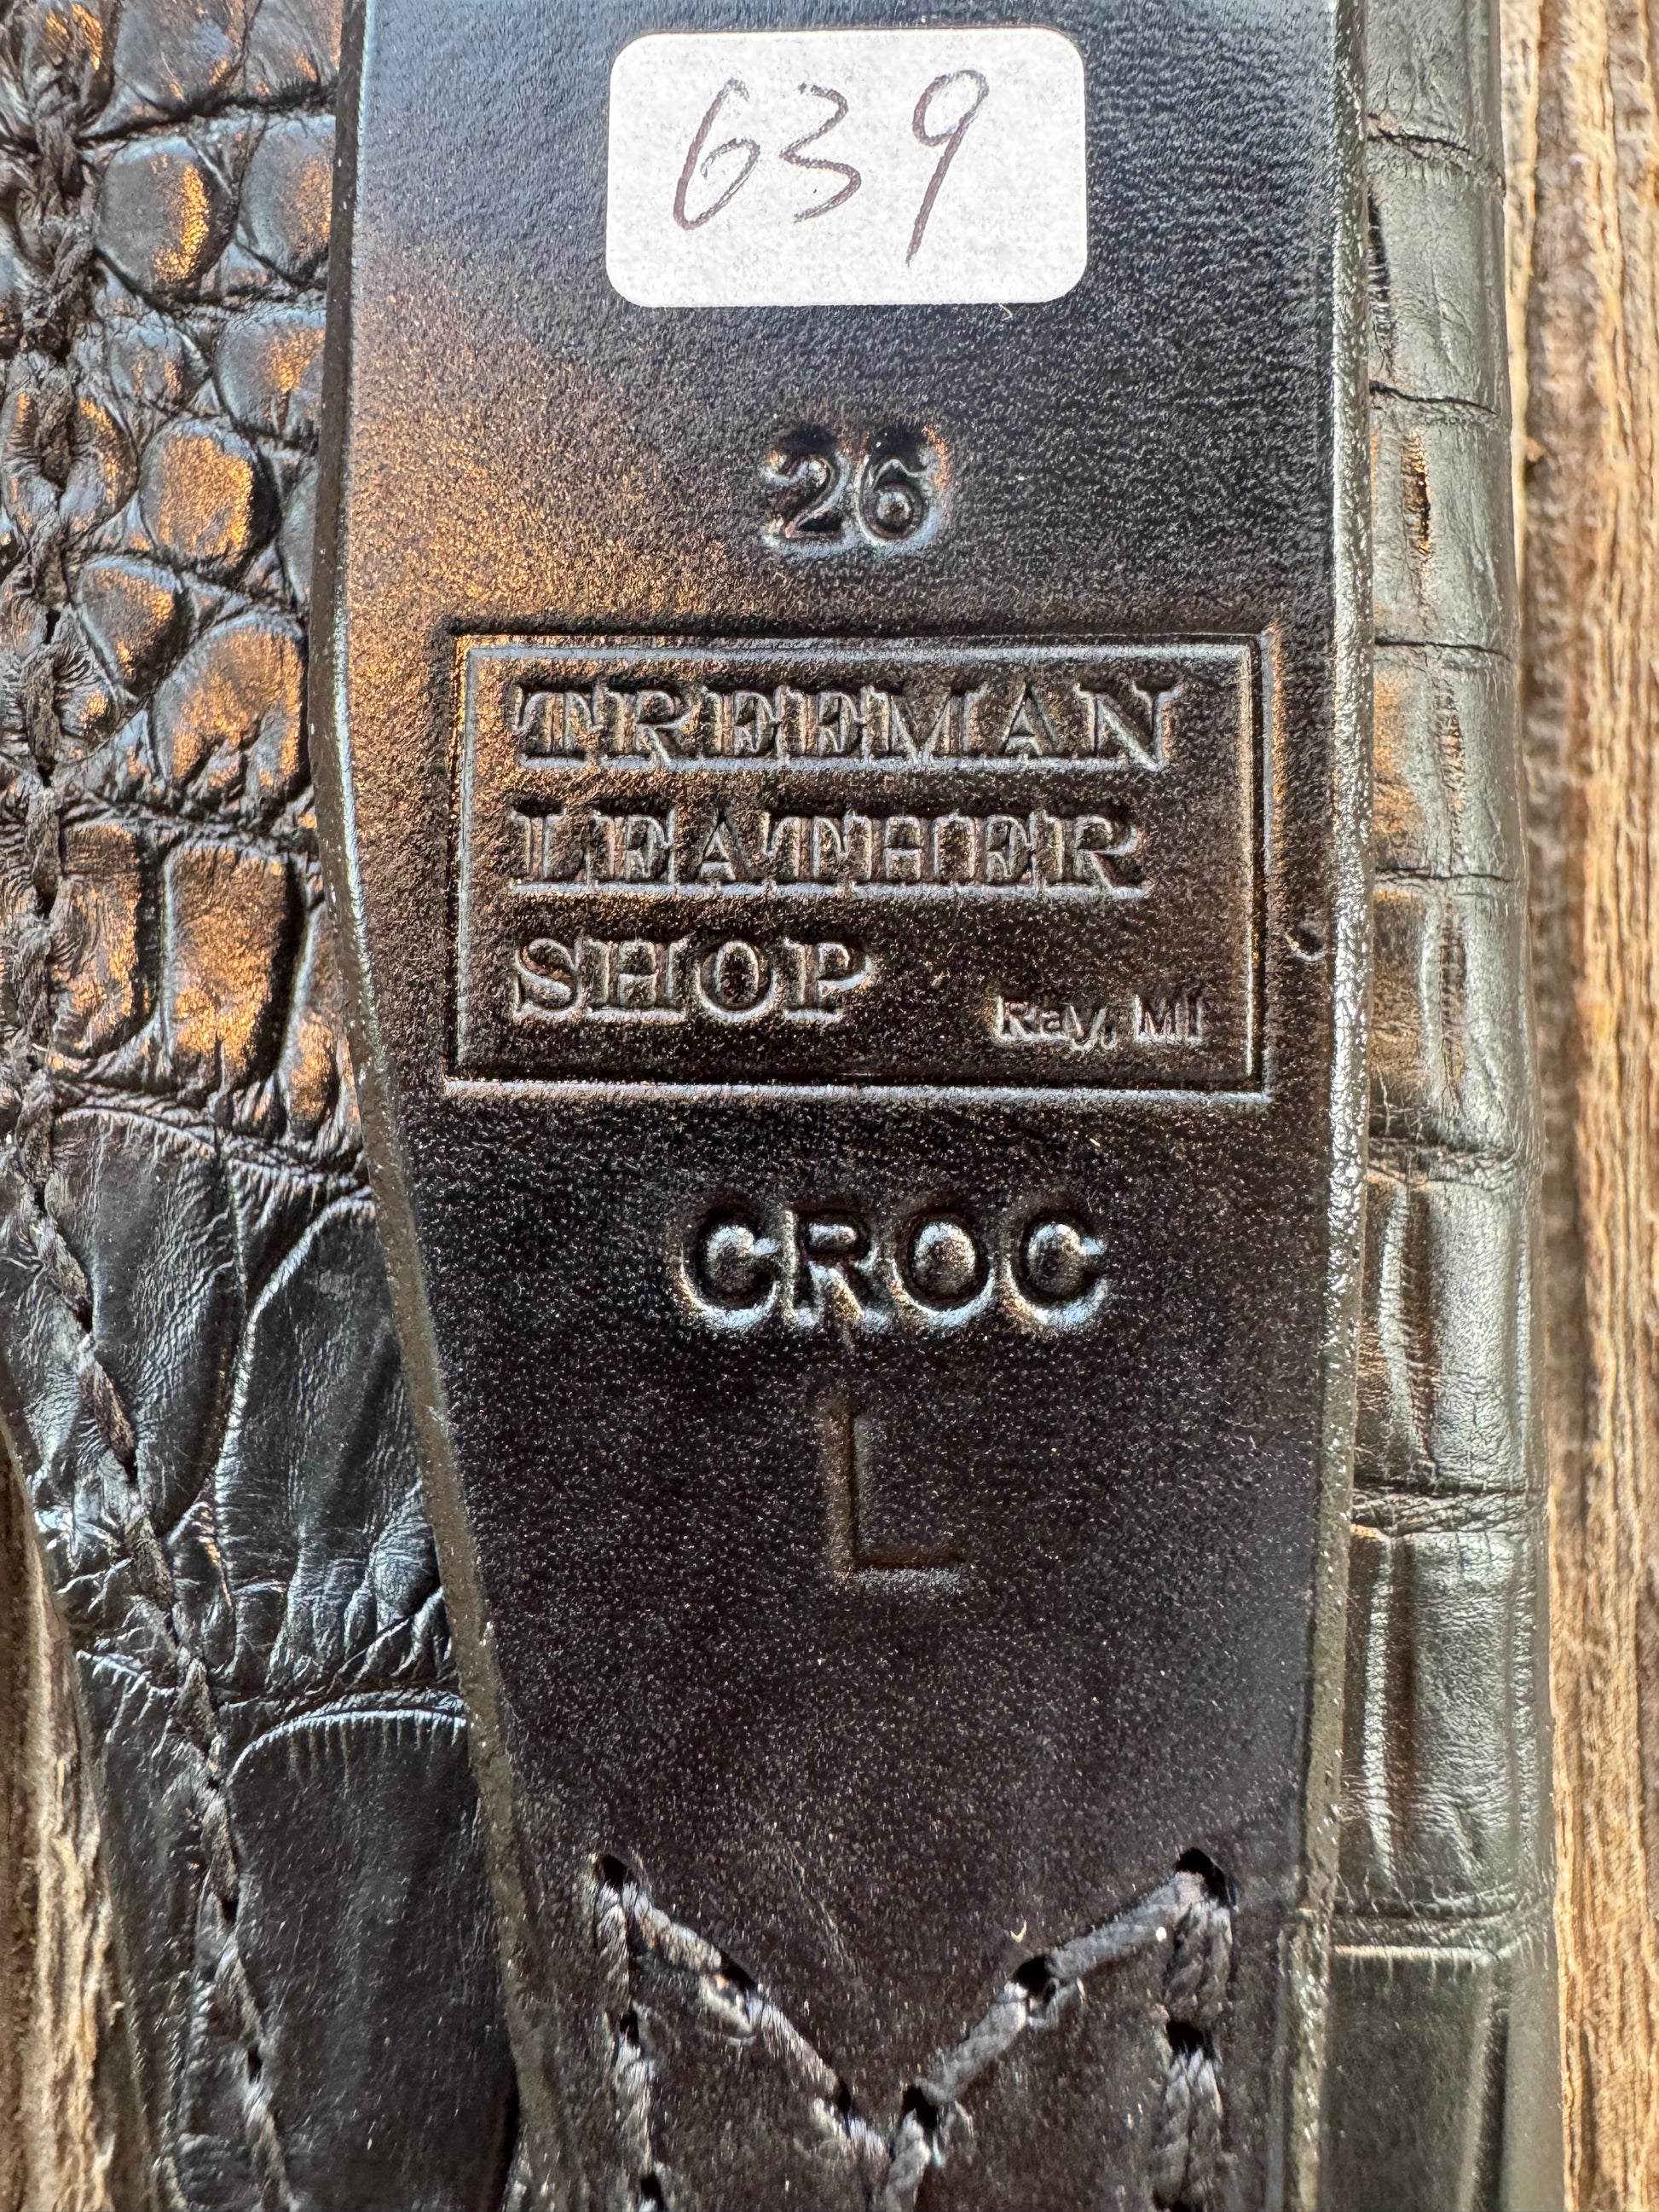 639
26
TREEMAN
LEATHER
SHOP
Ray, MI
CROC
L